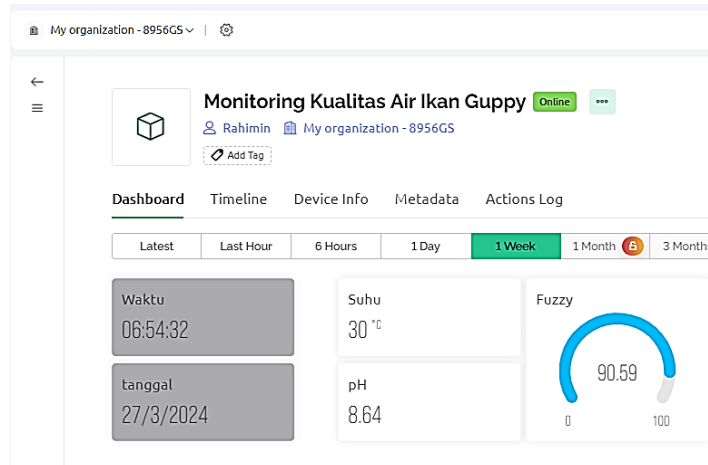 My organization - 8956GS
Monitoring Kualitas Air Ikan Guppy Online
Rahimin My organization - 8956GS
Add Tag
Dashboard Timeline Device Info Metadata Actions Log
Latest Last Hour 6 Hours 1 Day 1 Week 1 Month 3 Month
Waktu
06:54:32
Suhu
30 °C
Fuzzy
90.59
0 100
tanggal
27/3/2024
pH
8.64